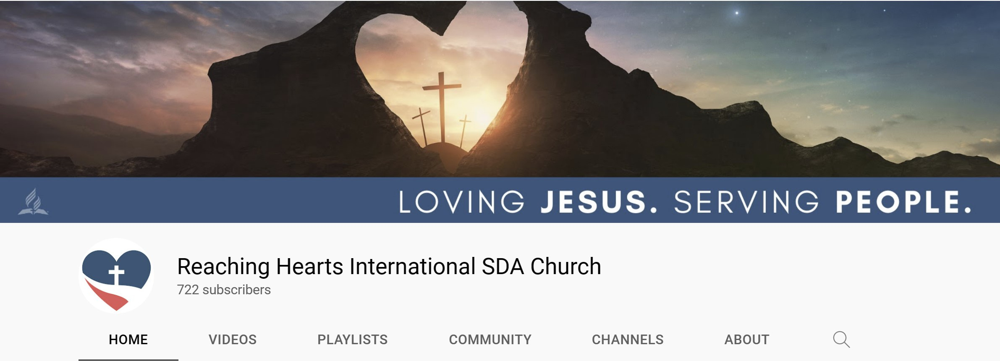 LOVING JESUS. SERVING PEOPLE.
Reaching Hearts International SDA Church
722 subscribers
HOME VIDEOS PLAYLISTS COMMUNITY CHANNELS ABOUT